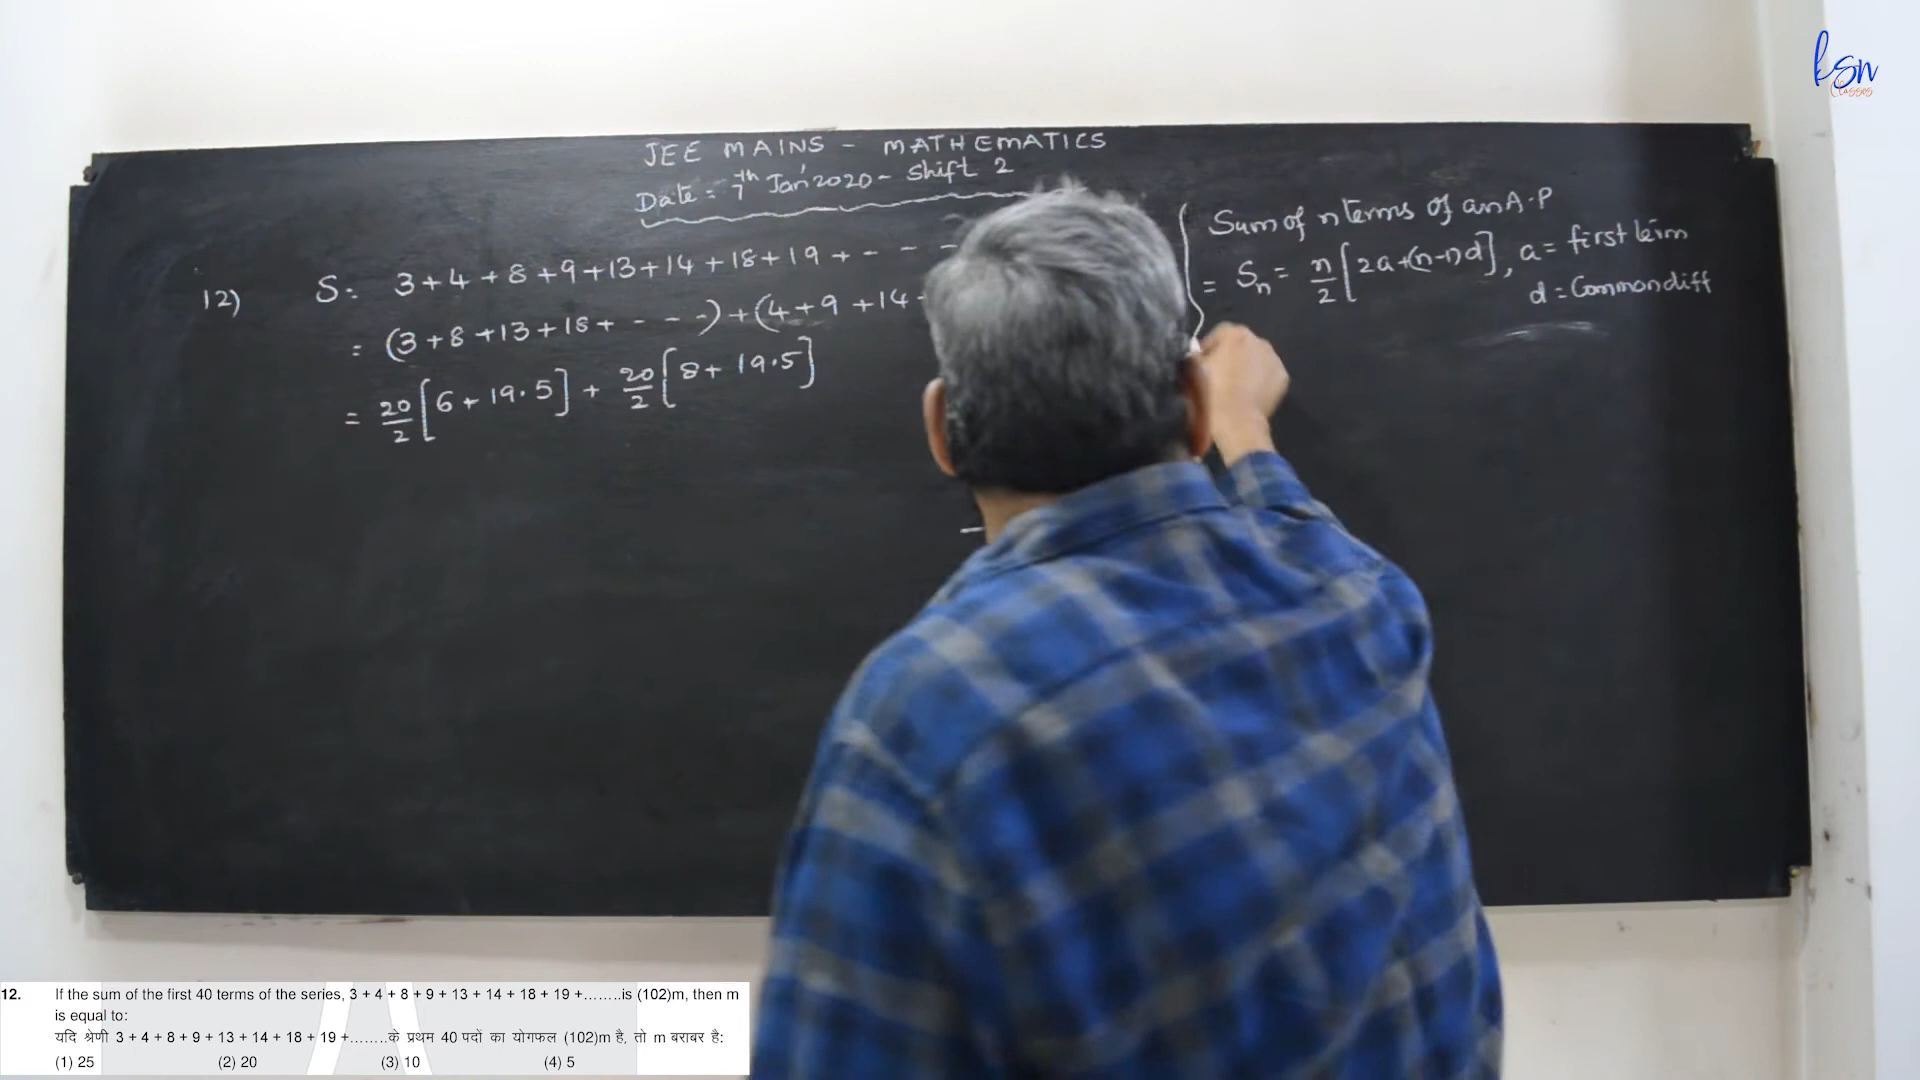 ksn
Classes
JEE MAINS - MATHEMATICS
Date: 7th Jan'2020 - Shift 2
12) S: 3+4+8+9+13+14+18+19+ - - -
= (3+8+13+18+ - - -) + (4+9+14+
= 20/2 [6+19.5] + 20/2 [8+19.5]
Sum of n terms of an A.P
= Sn = n/2 [2a+(n-1)d], a = first term
d = Common diff
12. If the sum of the first 40 terms of the series, 3 + 4 + 8 + 9 + 13 + 14 + 18 + 19 +........is (102)m, then m
is equal to:
यदि श्रेणी 3 + 4 + 8 + 9 + 13 + 14 + 18 + 19 +........के प्रथम 40 पदों का योगफल (102)m है, तो m बराबर है:
(1) 25 (2) 20 (3) 10 (4) 5